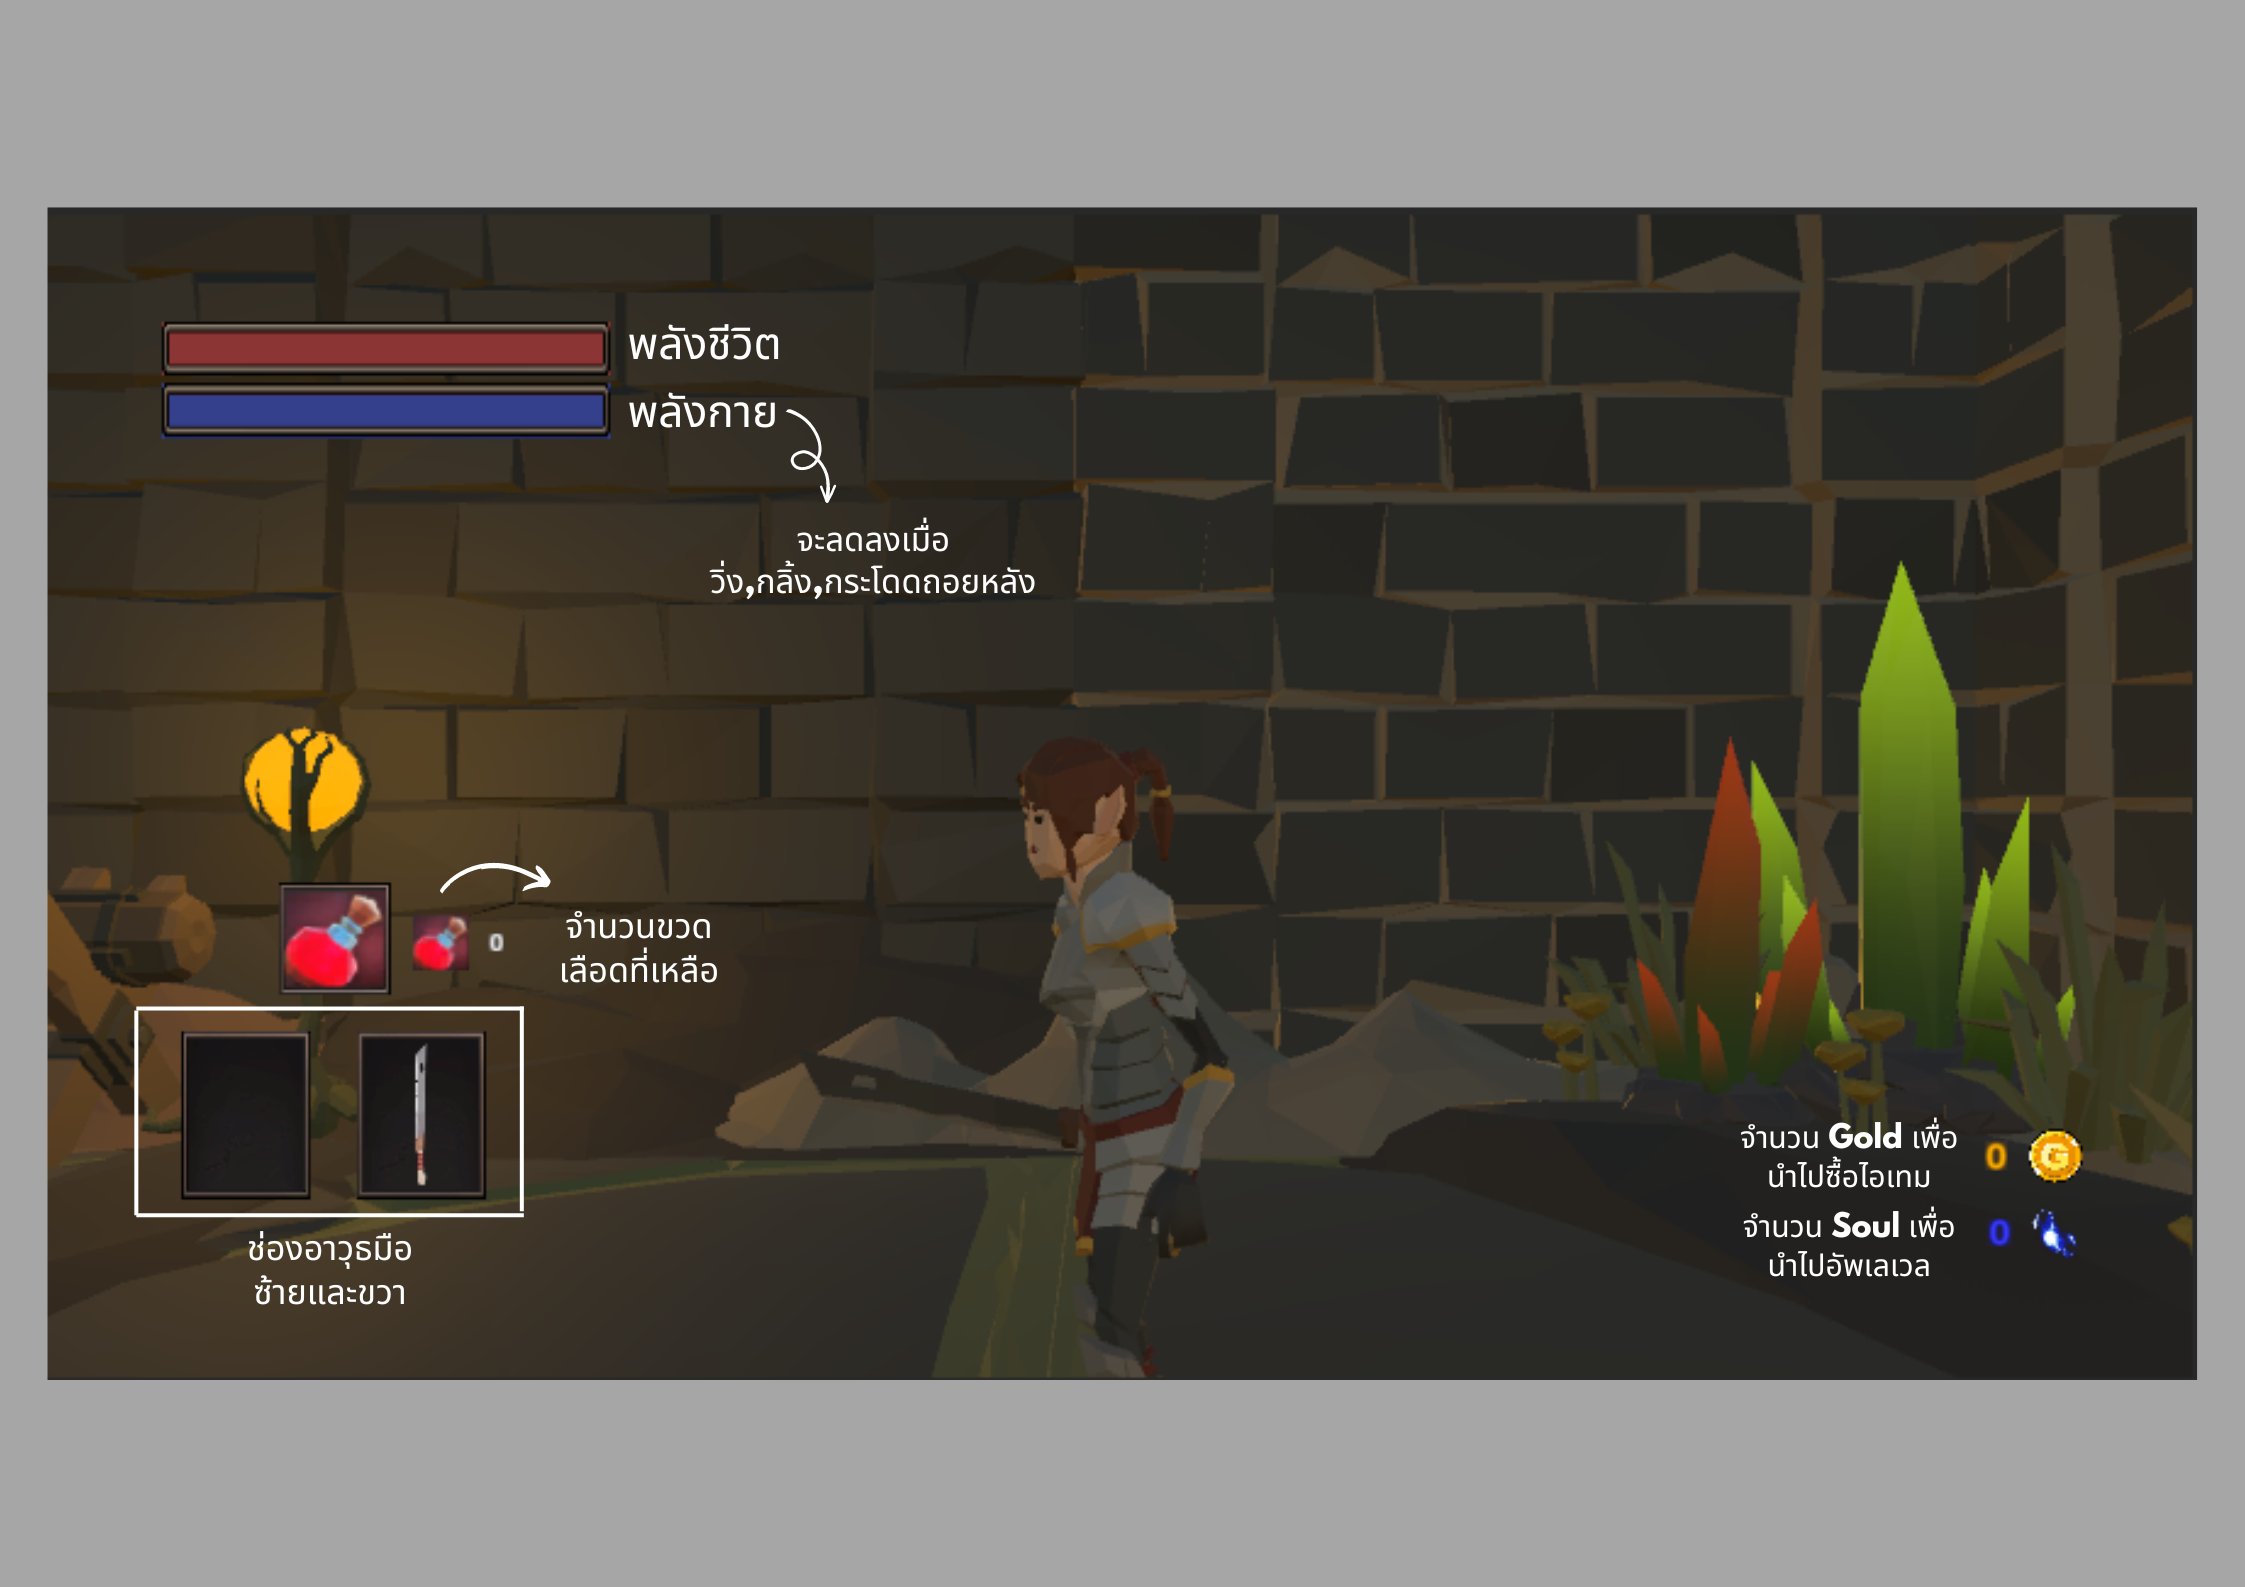 พลังชีวิต
พลังกาย
จะลดลงเมื่อ
วิ่ง,กลิ้ง,กระโดดถอยหลัง
0
จำนวนขวด
เลือดที่เหลือ
ช่องอาวุธมือ
ซ้ายและขวา
จำนวน Gold เพื่อ
นำไปซื้อไอเทม
0
G
จำนวน Soul เพื่อ
นำไปอัพเลเวล
0